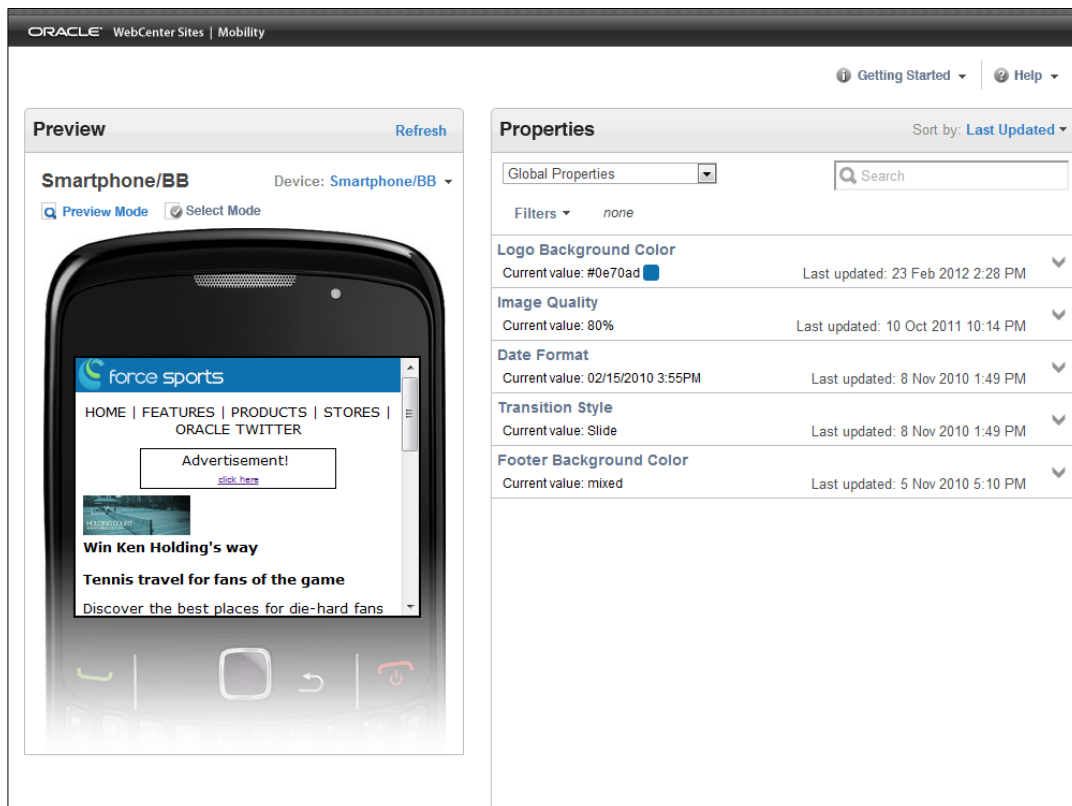 ORACLE WebCenter Sites | Mobility
Getting Started
Help
Preview
Refresh
Smartphone/BB
Device: Smartphone/BB
Preview Mode
Select Mode
force sports
HOME | FEATURES | PRODUCTS | STORES |
ORACLE TWITTER
Advertisement!
click here
HOLDING COURT
Win Ken Holding's way
Tennis travel for fans of the game
Discover the best places for die-hard fans
Properties
Sort by: Last Updated
Global Properties
Search
Filters
none
Logo Background Color
Current value: #0e70ad
Last updated: 23 Feb 2012 2:28 PM
Image Quality
Current value: 80%
Last updated: 10 Oct 2011 10:14 PM
Date Format
Current value: 02/15/2010 3:55PM
Last updated: 8 Nov 2010 1:49 PM
Transition Style
Current value: Slide
Last updated: 8 Nov 2010 1:49 PM
Footer Background Color
Current value: mixed
Last updated: 5 Nov 2010 5:10 PM